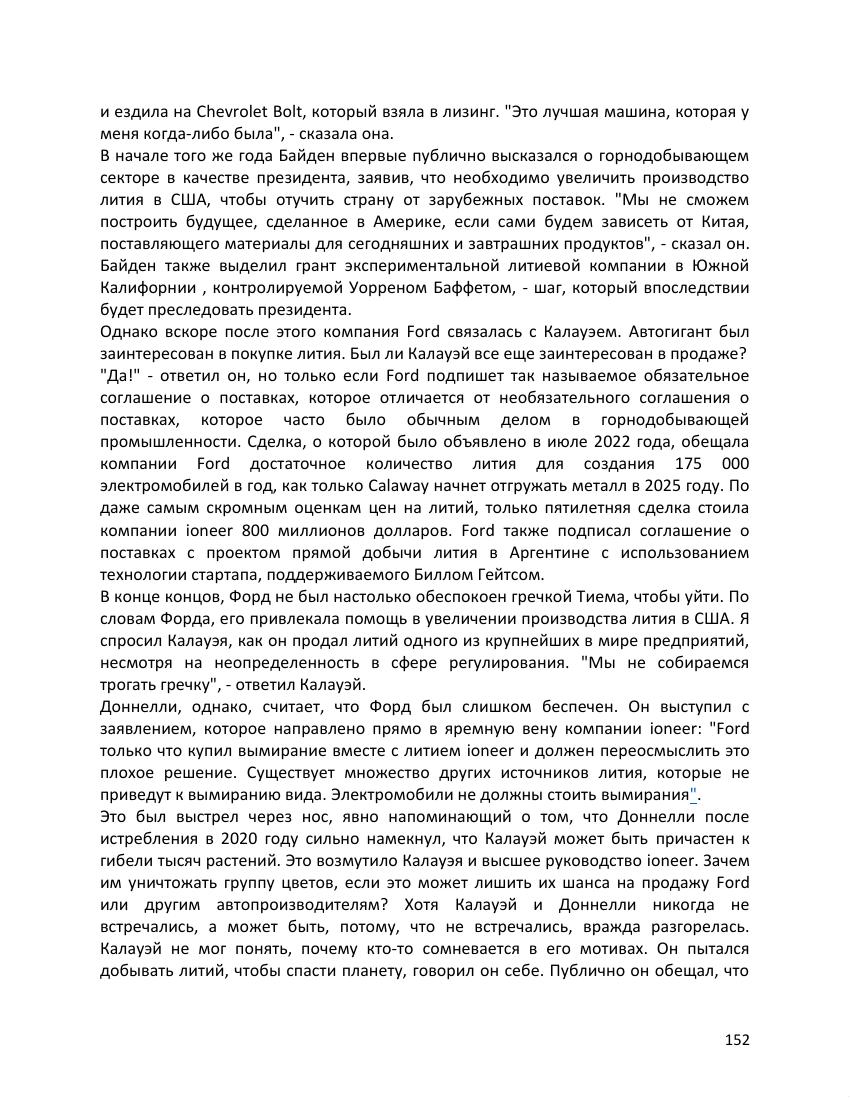 и ездила на Chevrolet Bolt, который взяла в лизинг. "Это лучшая машина, которая у
меня когда-либо была", - сказала она.
В начале того же года Байден впервые публично высказался о горнодобывающем
секторе в качестве президента, заявив, что необходимо увеличить производство
лития в США, чтобы отучить страну от зарубежных поставок. "Мы не сможем
построить будущее, сделанное в Америке, если сами будем зависеть от Китая,
поставляющего материалы для сегодняшних и завтрашних продуктов", - сказал он.
Байден также выделил грант экспериментальной литиевой компании в Южной
Калифорнии , контролируемой Уорреном Баффетом, - шаг, который впоследствии
будет преследовать президента.
Однако вскоре после этого компания Ford связалась с Калауэем. Автогигант был
заинтересован в покупке лития. Был ли Калауэй все еще заинтересован в продаже?
"Да!" - ответил он, но только если Ford подпишет так называемое обязательное
соглашение о поставках, которое отличается от необязательного соглашения о
поставках, которое часто было обычным делом в горнодобывающей
промышленности. Сделка, о которой было объявлено в июле 2022 года, обещала
компании Ford достаточное количество лития для создания 175 000
электромобилей в год, как только Calaway начнет отгружать металл в 2025 году. По
даже самым скромным оценкам цен на литий, только пятилетняя сделка стоила
компании ioneer 800 миллионов долларов. Ford также подписал соглашение о
поставках с проектом прямой добычи лития в Аргентине с использованием
технологии стартапа, поддерживаемого Биллом Гейтсом.
В конце концов, Форд не был настолько обеспокоен гречкой Тиема, чтобы уйти. По
словам Форда, его привлекала помощь в увеличении производства лития в США. Я
спросил Калауэя, как он продал литий одного из крупнейших в мире предприятий,
несмотря на неопределенность в сфере регулирования. "Мы не собираемся
трогать гречку", - ответил Калауэй.
Доннелли, однако, считает, что Форд был слишком беспечен. Он выступил с
заявлением, которое направлено прямо в яремную вену компании ioneer: "Ford
только что купил вымирание вместе с литием ioneer и должен переосмыслить это
плохое решение. Существует множество других источников лития, которые не
приведут к вымиранию вида. Электромобили не должны стоить вымирания".
Это был выстрел через нос, явно напоминающий о том, что Доннелли после
истребления в 2020 году сильно намекнул, что Калауэй может быть причастен к
гибели тысяч растений. Это возмутило Калауэя и высшее руководство ioneer. Зачем
им уничтожать группу цветов, если это может лишить их шанса на продажу Ford
или другим автопроизводителям? Хотя Калауэй и Доннелли никогда не
встречались, а может быть, потому, что не встречались, вражда разгорелась.
Калауэй не мог понять, почему кто-то сомневается в его мотивах. Он пытался
добывать литий, чтобы спасти планету, говорил он себе. Публично он обещал, что
152